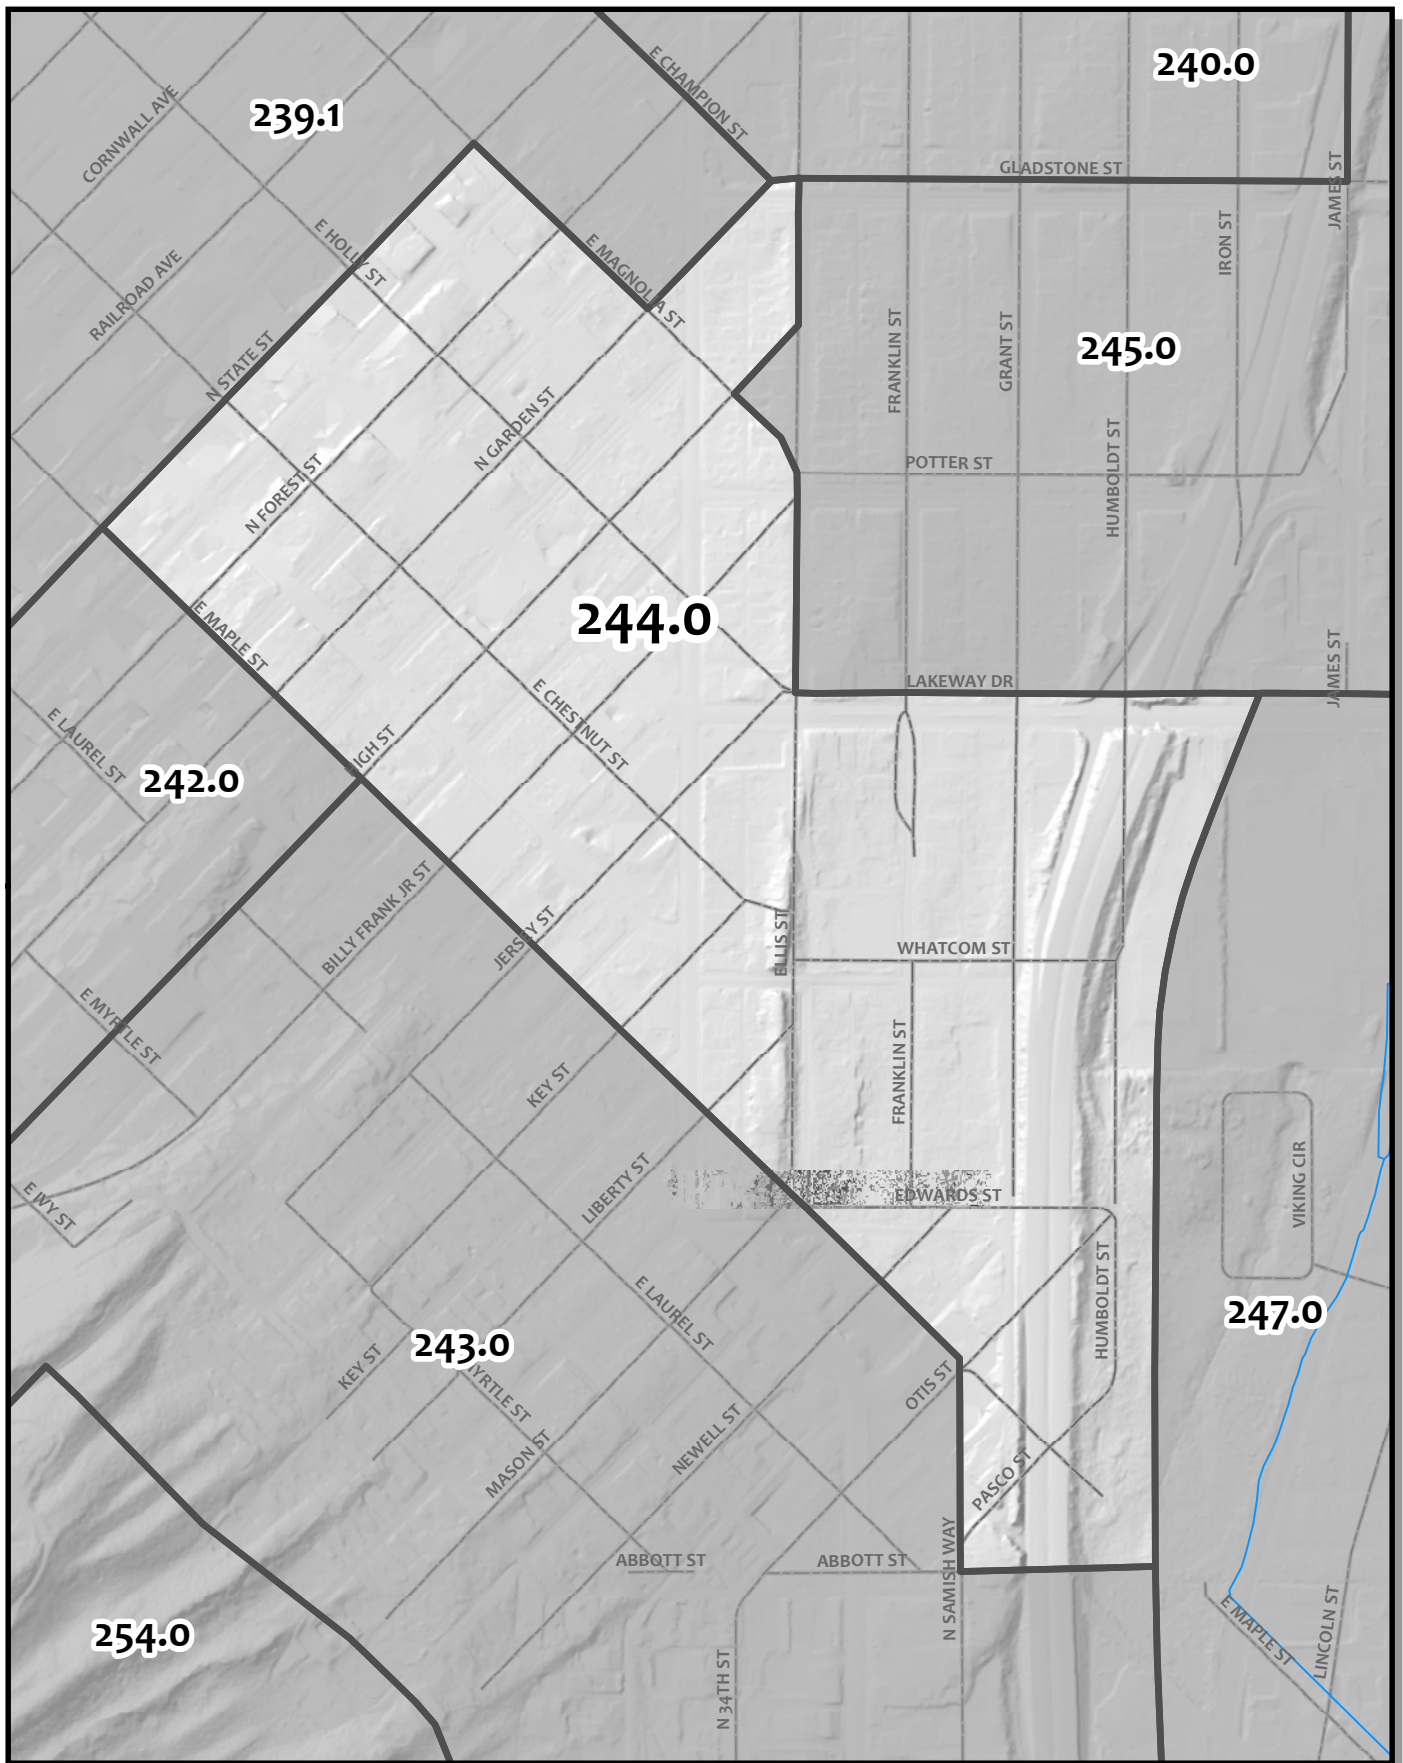 240.0
E CHAMPION ST
CORNWALL AVE
239.1
GLADSTONE ST
JAMES ST
IRON ST
E HOLLY ST
E MAGNOLIA ST
RAILROAD AVE
N STATE ST
FRANKLIN ST
GRANT ST
245.0
N GARDEN ST
HUMBOLDT ST
N FOREST ST
POTTER ST
244.0
E MAPLE ST
JAMES ST
LAKEWAY DR
E CHESTNUT ST
E LAUREL ST
HIGH ST
242.0
BILLY FRANK JR ST
JERSEY ST
ELLIS ST
WHATCOM ST
E MYRTLE ST
FRANKLIN ST
KEY ST
VIKING CIR
LIBERTY ST
E IVY ST
EDWARDS ST
HUMBOLDT ST
E LAUREL ST
247.0
243.0
KEY ST
MYRTLE ST
OTIS ST
NEWELL ST
MASON ST
PASCO ST
ABBOTT ST
ABBOTT ST
N SAMISH WAY
254.0
E MAPLE ST
LINCOLN ST
N 34TH ST